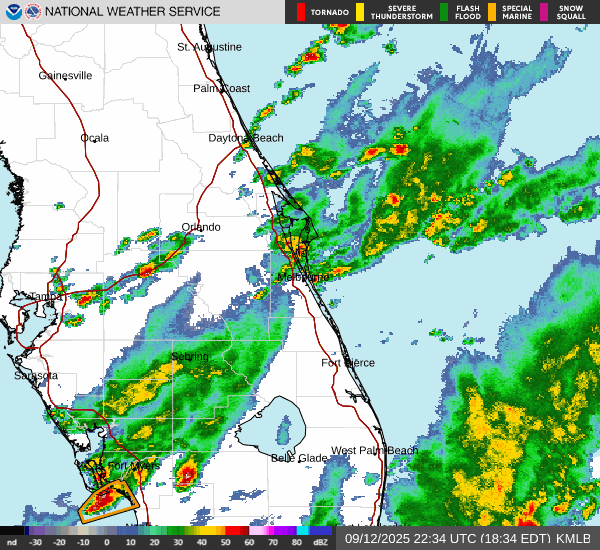 NATIONAL WEATHER SERVICE
TORNADO
SEVERE THUNDERSTORM
FLASH FLOOD
SPECIAL MARINE
SNOW SQUALL
St. Augustine
Gainesville
Palm Coast
Ocala
Daytona Beach
Orlando
Melbourne
Tampa
Sebring
Fort Pierce
Sarasota
West Palm Beach
Belle Glade
Fort Myers
nd -30 -20 -10 0 10 20 30 40 50 60 70 80 dBZ
09/12/2025 22:34 UTC (18:34 EDT) KMLB